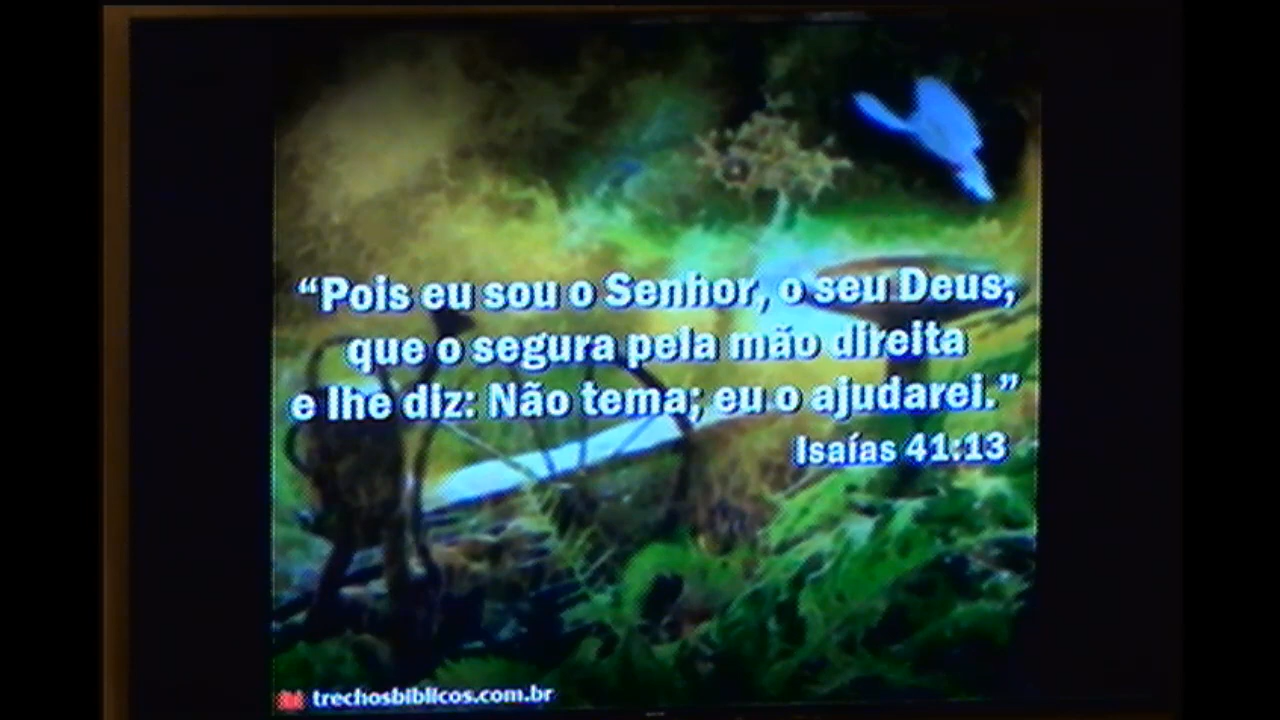 “Pois eu sou o Senhor, o seu Deus,
que o segura pela mão direita
e lhe diz: Não tema; eu o ajudarei.”
Isaías 41:13
trechosbiblicos.com.br